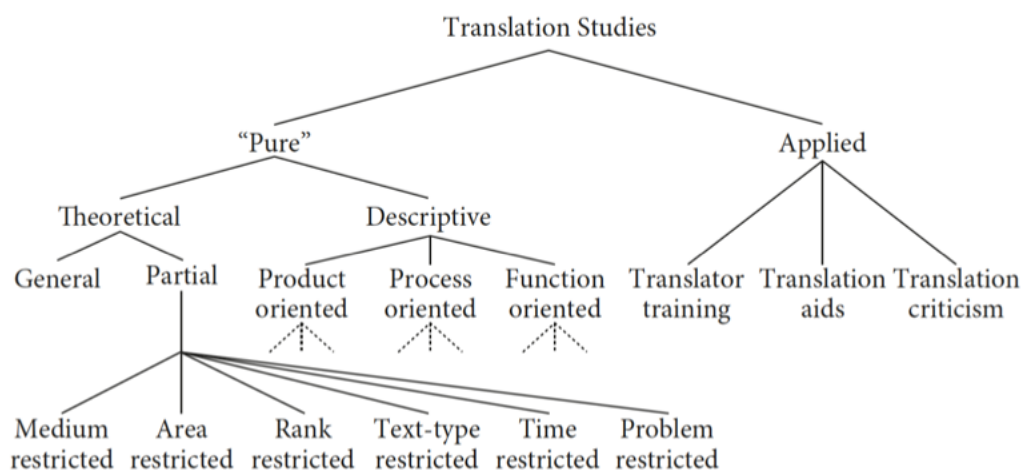 Translation Studies
“Pure”
Applied
Theoretical
Descriptive
General
Partial
Product
oriented
Process
oriented
Function
oriented
Translator
training
Translation
aids
Translation
criticism
Medium
restricted
Area
restricted
Rank
restricted
Text-type
restricted
Time
restricted
Problem
restricted